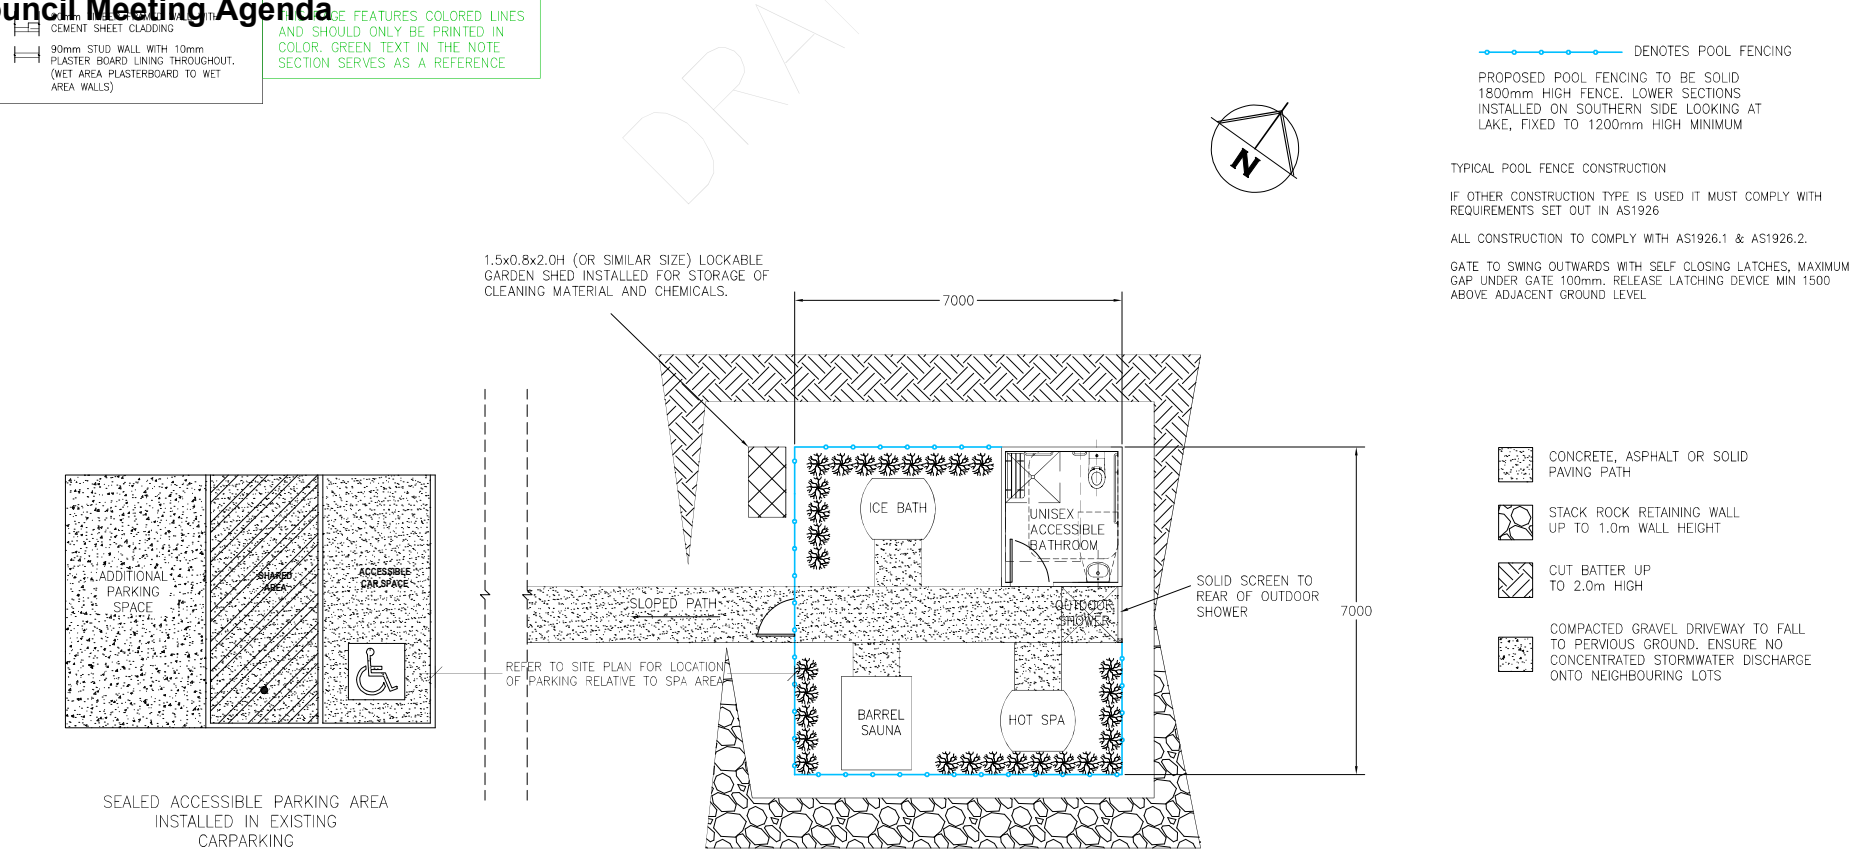 ouncil Meeting Agenda
CEMENT SHEET CLADDING
90mm STUD WALL WITH 10mm
PLASTER BOARD LINING THROUGHOUT.
(WET AREA PLASTERBOARD TO WET
AREA WALLS)
PAGE FEATURES COLORED LINES
AND SHOULD ONLY BE PRINTED IN
COLOR. GREEN TEXT IN THE NOTE
SECTION SERVES AS A REFERENCE
N
DENOTES POOL FENCING
PROPOSED POOL FENCING TO BE SOLID
1800mm HIGH FENCE. LOWER SECTIONS
INSTALLED ON SOUTHERN SIDE LOOKING AT
LAKE, FIXED TO 1200mm HIGH MINIMUM
TYPICAL POOL FENCE CONSTRUCTION
IF OTHER CONSTRUCTION TYPE IS USED IT MUST COMPLY WITH
REQUIREMENTS SET OUT IN AS1926
ALL CONSTRUCTION TO COMPLY WITH AS1926.1 & AS1926.2.
GATE TO SWING OUTWARDS WITH SELF CLOSING LATCHES, MAXIMUM
GAP UNDER GATE 100mm. RELEASE LATCHING DEVICE MIN 1500
ABOVE ADJACENT GROUND LEVEL
1.5x0.8x2.0H (OR SIMILAR SIZE) LOCKABLE
GARDEN SHED INSTALLED FOR STORAGE OF
CLEANING MATERIAL AND CHEMICALS.
7000
ICE BATH
UNISEX
ACCESSIBLE
BATHROOM
ADDITIONAL
PARKING
SPACE
SHARED
AREA
ACCESSIBLE
CAR SPACE
SLOPED PATH
OUTDOOR
SHOWER
SOLID SCREEN TO
REAR OF OUTDOOR
SHOWER
7000
REFER TO SITE PLAN FOR LOCATION
OF PARKING RELATIVE TO SPA AREA
BARREL
SAUNA
HOT SPA
SEALED ACCESSIBLE PARKING AREA
INSTALLED IN EXISTING
CARPARKING
CONCRETE, ASPHALT OR SOLID
PAVING PATH
STACK ROCK RETAINING WALL
UP TO 1.0m WALL HEIGHT
CUT BATTER UP
TO 2.0m HIGH
COMPACTED GRAVEL DRIVEWAY TO FALL
TO PERVIOUS GROUND. ENSURE NO
CONCENTRATED STORMWATER DISCHARGE
ONTO NEIGHBOURING LOTS